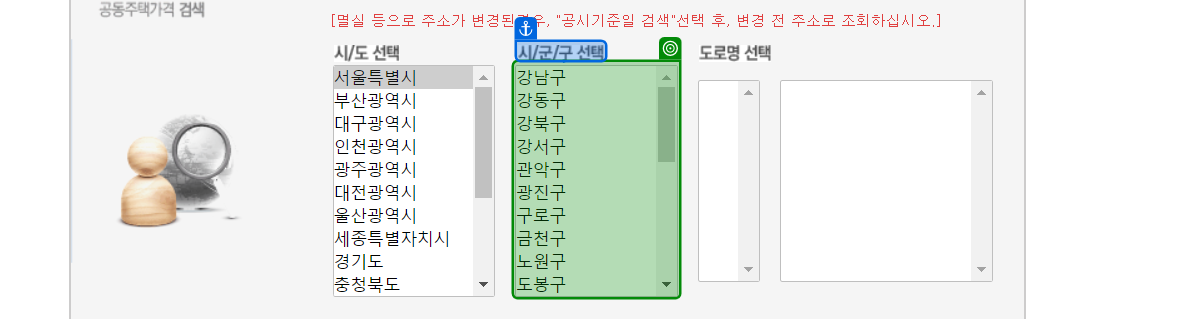 공동주택가격 검색
[멸실 등으로 주소가 변경된경우, "공시기준일 검색"선택 후, 변경 전 주소로 조회하십시오.]
시/도 선택
서울특별시
부산광역시
대구광역시
인천광역시
광주광역시
대전광역시
울산광역시
세종특별자치시
경기도
충청북도
시/군/구 선택
강남구
강동구
강북구
강서구
관악구
광진구
구로구
금천구
노원구
도봉구
도로명 선택